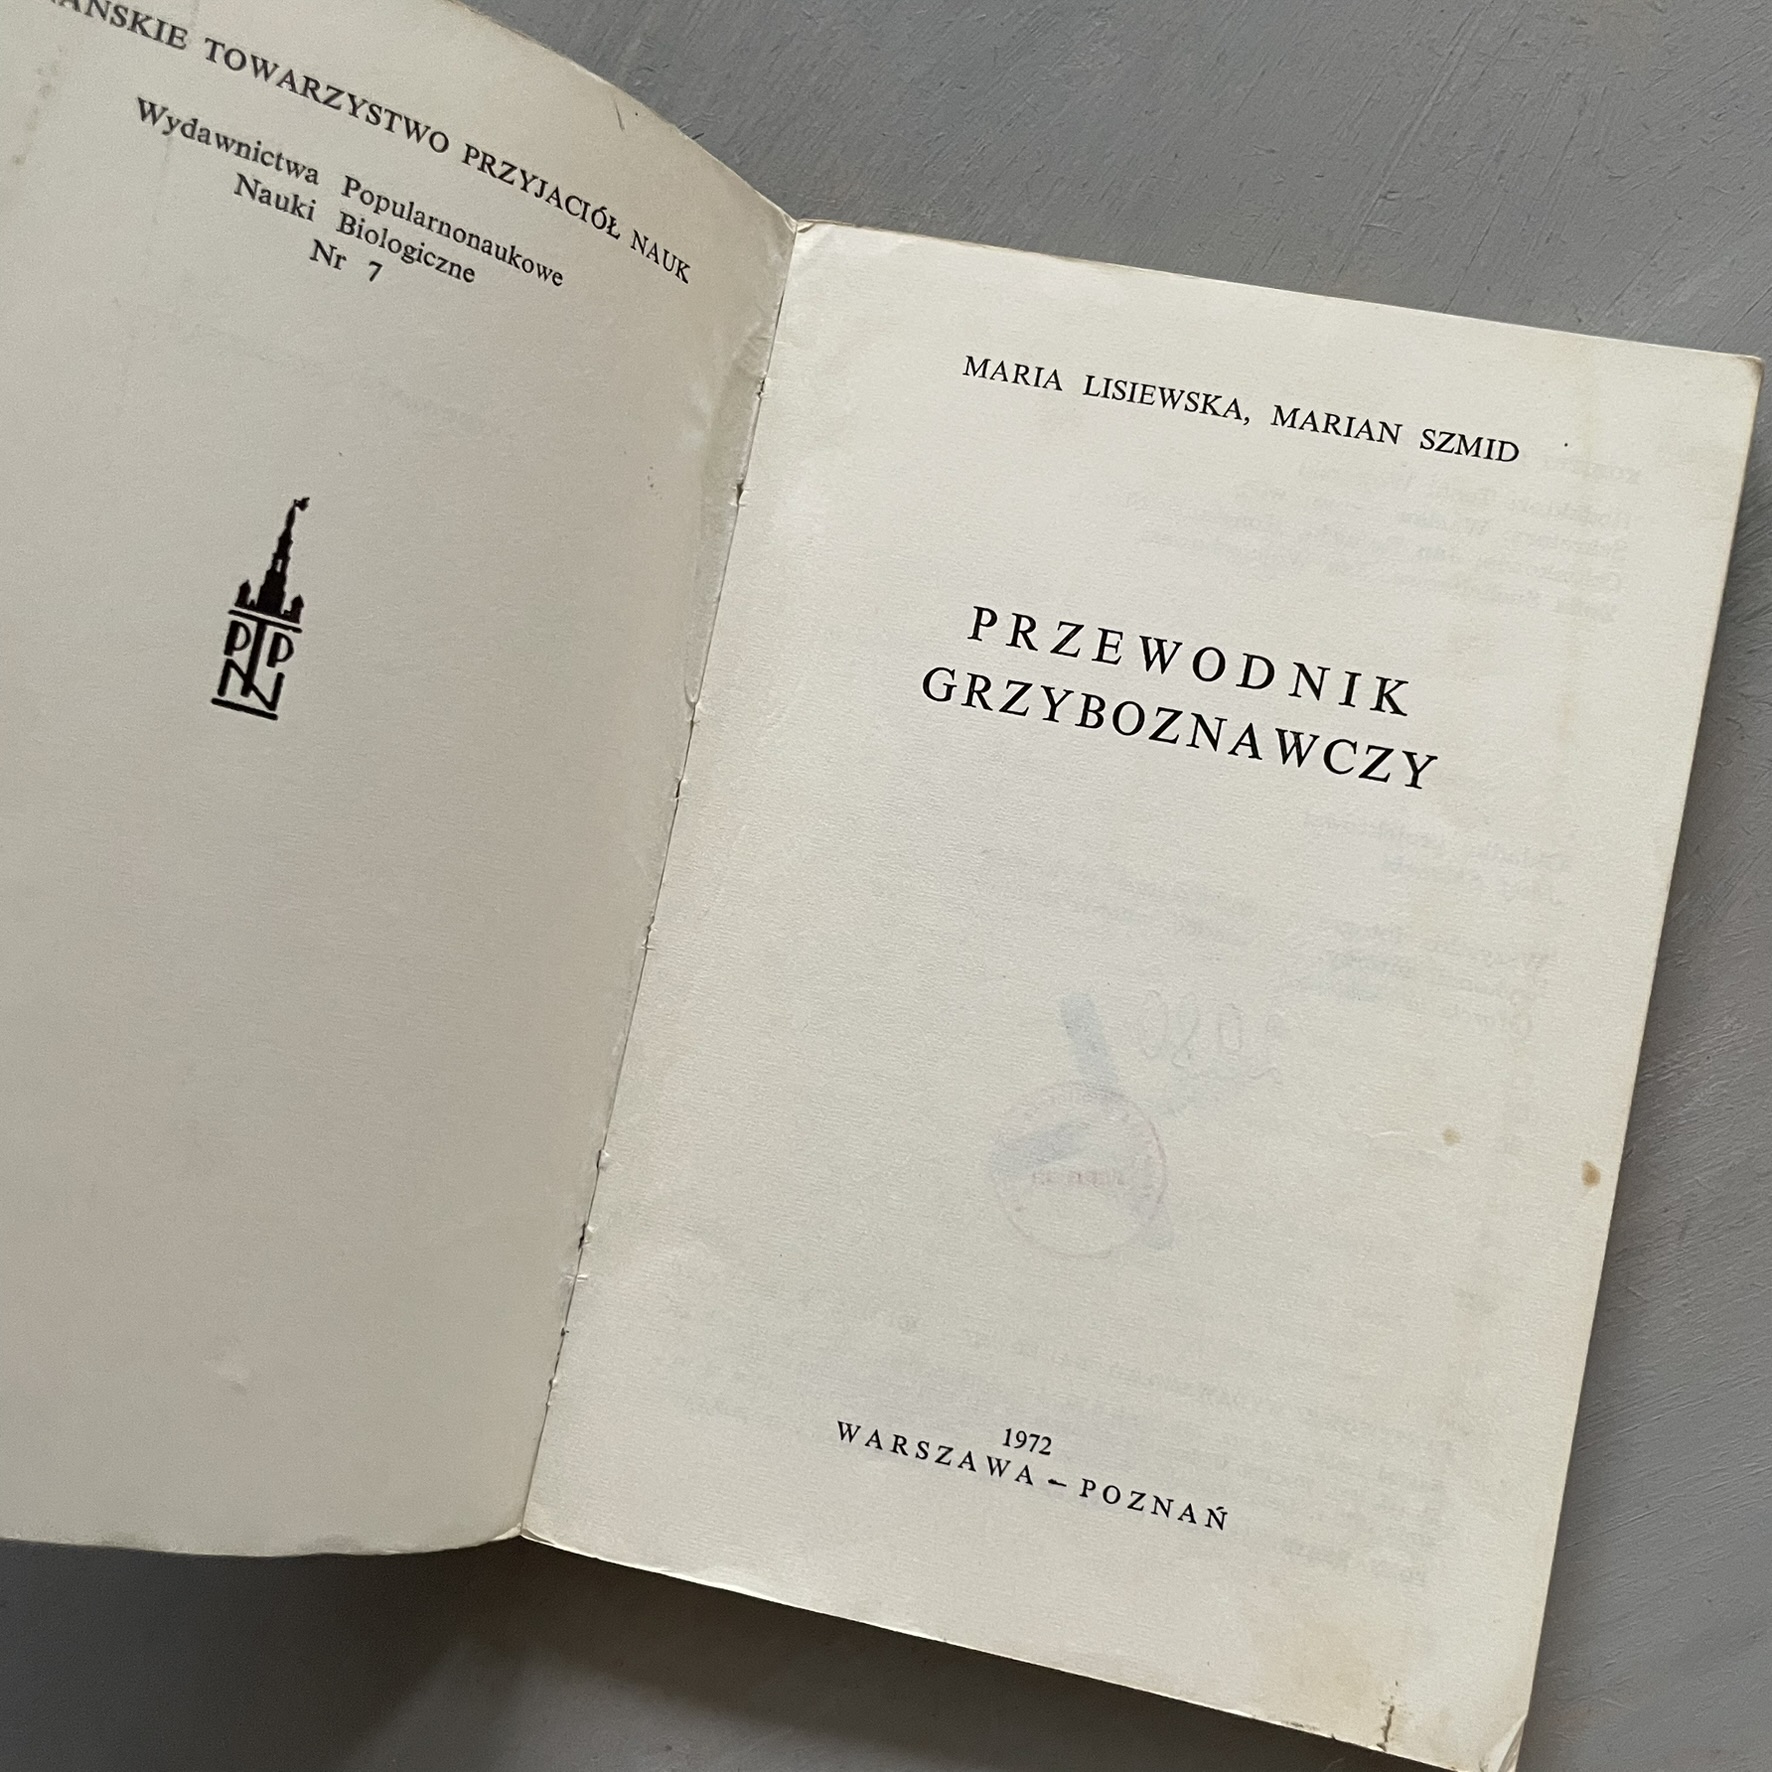 TOWARZYSTWO PRZYJACIÓŁ NAUK
Wydawnictwa Popularnonaukowe
Nauki Biologiczne
Nr 7
PTPN
MARIA LISIEWSKA, MARIAN SZMID
PRZEWODNIK
GRZYBOZNAWCZY
1972
WARSZAWA – POZNAŃ